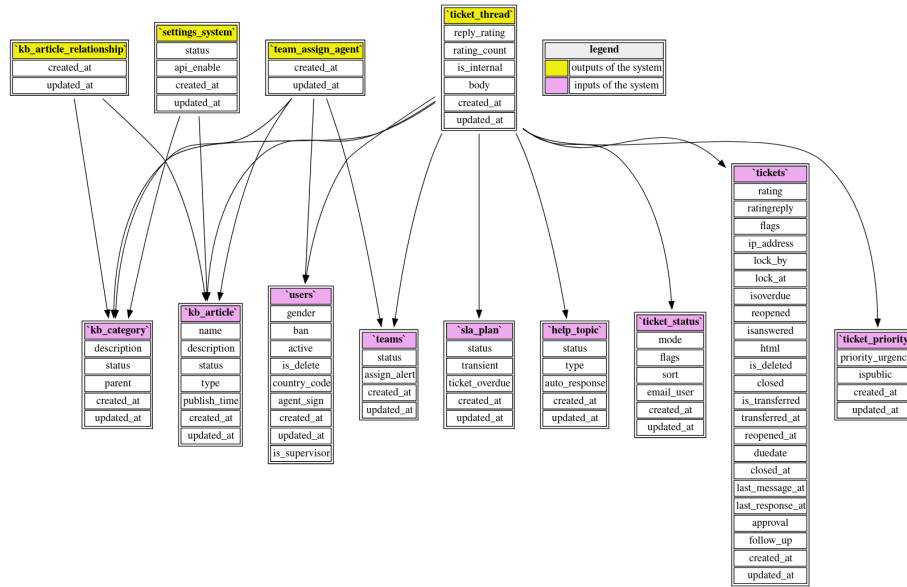 `kb_article_relationship`
created_at
updated_at
`settings_system`
status
api_enable
created_at
updated_at
`team_assign_agent`
created_at
updated_at
`ticket_thread`
reply_rating
rating_count
is_internal
body
created_at
updated_at
legend
outputs of the system
inputs of the system
`kb_category`
description
status
parent
created_at
updated_at
`kb_article`
name
description
status
type
publish_time
created_at
updated_at
`users`
gender
ban
active
is_delete
country_code
agent_sign
created_at
updated_at
is_supervisor
`teams`
status
assign_alert
created_at
updated_at
`sla_plan`
status
transient
ticket_overdue
created_at
updated_at
`help_topic`
status
type
auto_response
created_at
updated_at
`ticket_status`
mode
flags
sort
email_user
created_at
updated_at
`tickets`
rating
ratingreply
flags
ip_address
lock_by
lock_at
isoverdue
reopened
isanswered
html
is_deleted
closed
is_transferred
transferred_at
reopened_at
duedate
closed_at
last_message_at
last_response_at
approval
follow_up
created_at
updated_at
`ticket_priority
priority_urgency
ispublic
created_at
updated_at